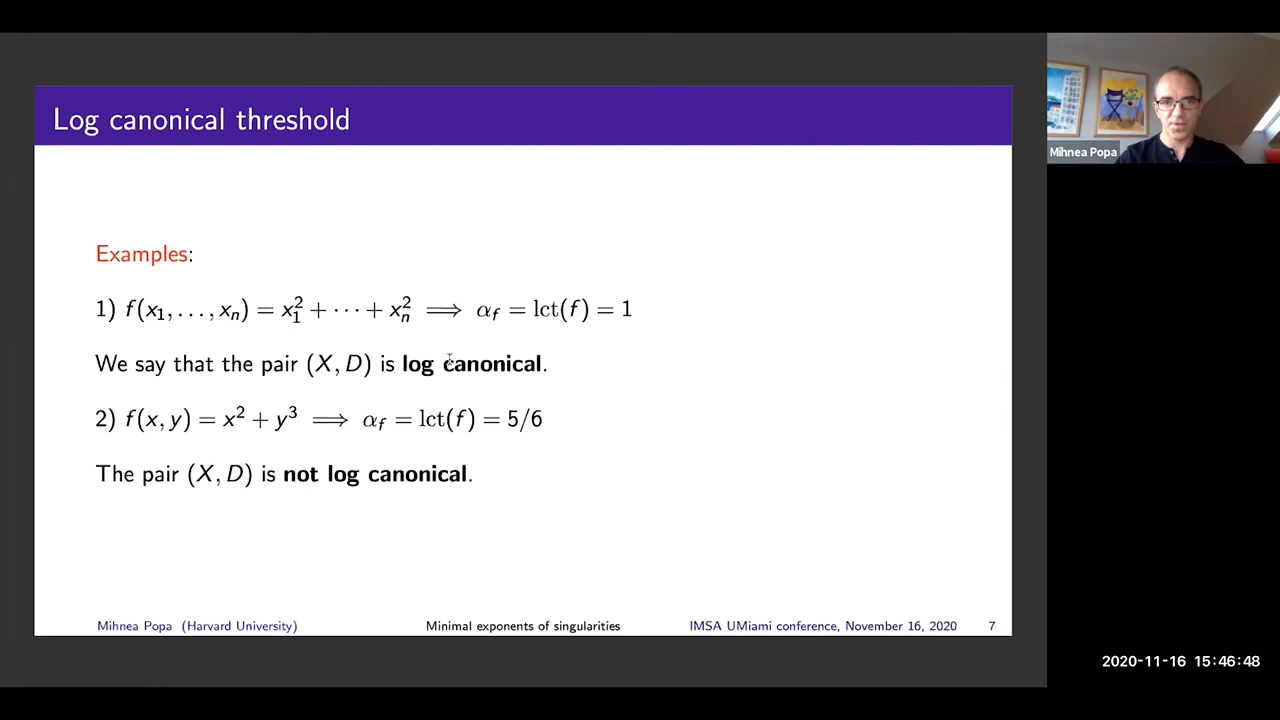 Log canonical threshold
Mihnea Popa
Examples:
1) f(x₁, . . . , xₙ) = x₁² + · · · + xₙ² ⟹ α_f = lct(f) = 1
We say that the pair (X, D) is log canonical.
2) f(x, y) = x² + y³ ⟹ α_f = lct(f) = 5/6
The pair (X, D) is not log canonical.
Mihnea Popa (Harvard University) Minimal exponents of singularities IMSA UMiami conference, November 16, 2020 7
2020-11-16 15:46:48